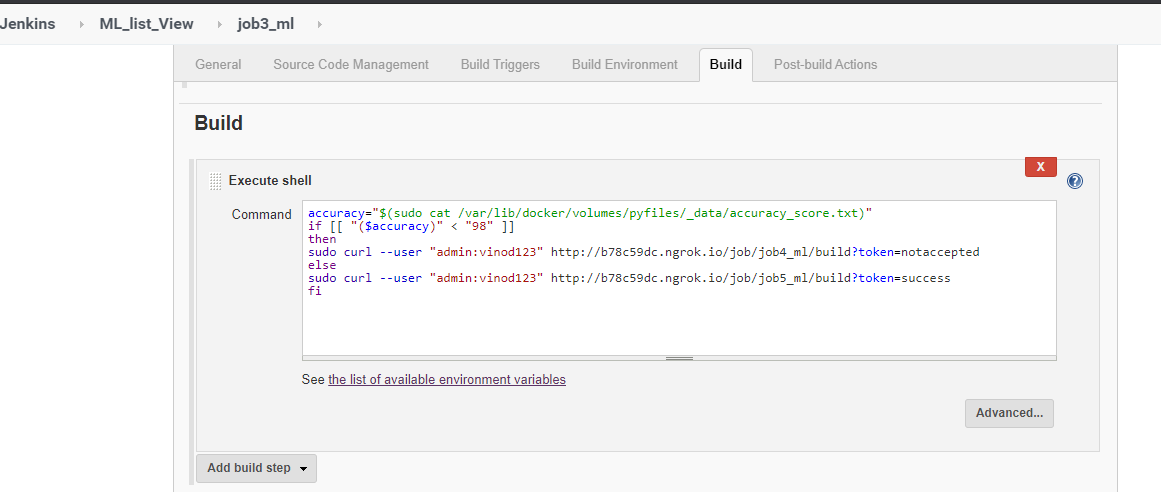 Jenkins ML_list_View job3_ml
General Source Code Management Build Triggers Build Environment Build Post-build Actions
Build
X
Execute shell
?
Command
accuracy="$(sudo cat /var/lib/docker/volumes/pyfiles/_data/accuracy_score.txt)"
if [[ "($accuracy)" < "98" ]]
then
sudo curl --user "admin:vinod123" http://b78c59dc.ngrok.io/job/job4_ml/build?token=notaccepted
else
sudo curl --user "admin:vinod123" http://b78c59dc.ngrok.io/job/job5_ml/build?token=success
fi
See the list of available environment variables
Advanced...
Add build step